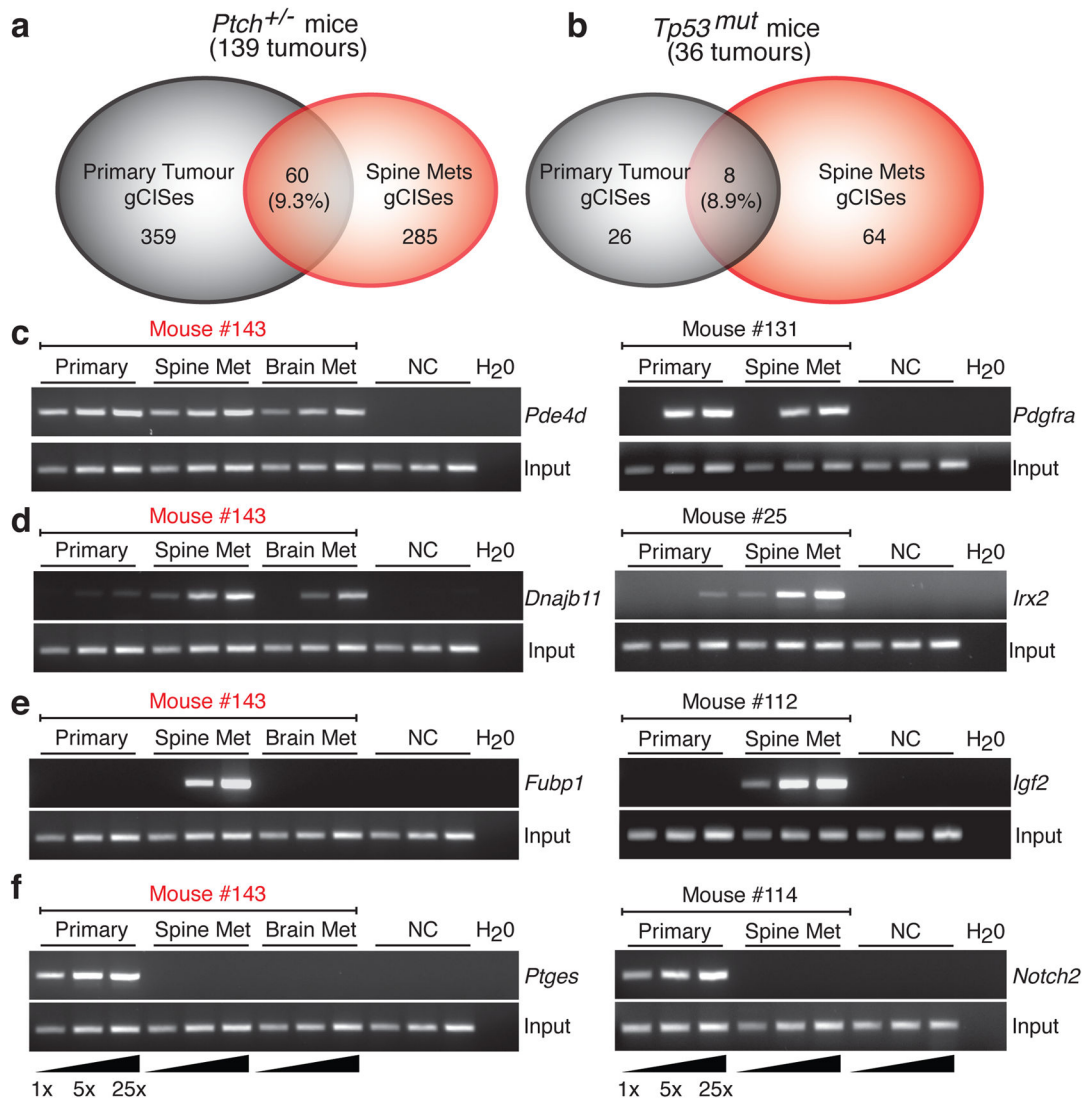 a
Ptch+/- mice
(139 tumours)
Primary Tumour
gCISes
359
60
(9.3%)
Spine Mets
gCISes
285
b
Tp53mut mice
(36 tumours)
Primary Tumour
gCISes
26
8
(8.9%)
Spine Mets
gCISes
64
c
Mouse #143
Primary Spine Met Brain Met NC H20
Pde4d
Input
Mouse #131
Primary Spine Met NC H20
Pdgfra
Input
d
Mouse #143
Primary Spine Met Brain Met NC H20
Dnajb11
Input
Mouse #25
Primary Spine Met NC H20
Irx2
Input
e
Mouse #143
Primary Spine Met Brain Met NC H20
Fubp1
Input
Mouse #112
Primary Spine Met NC H20
Igf2
Input
f
Mouse #143
Primary Spine Met Brain Met NC H20
Ptges
Input
1x 5x 25x
Mouse #114
Primary Spine Met NC H20
Notch2
Input
1x 5x 25x